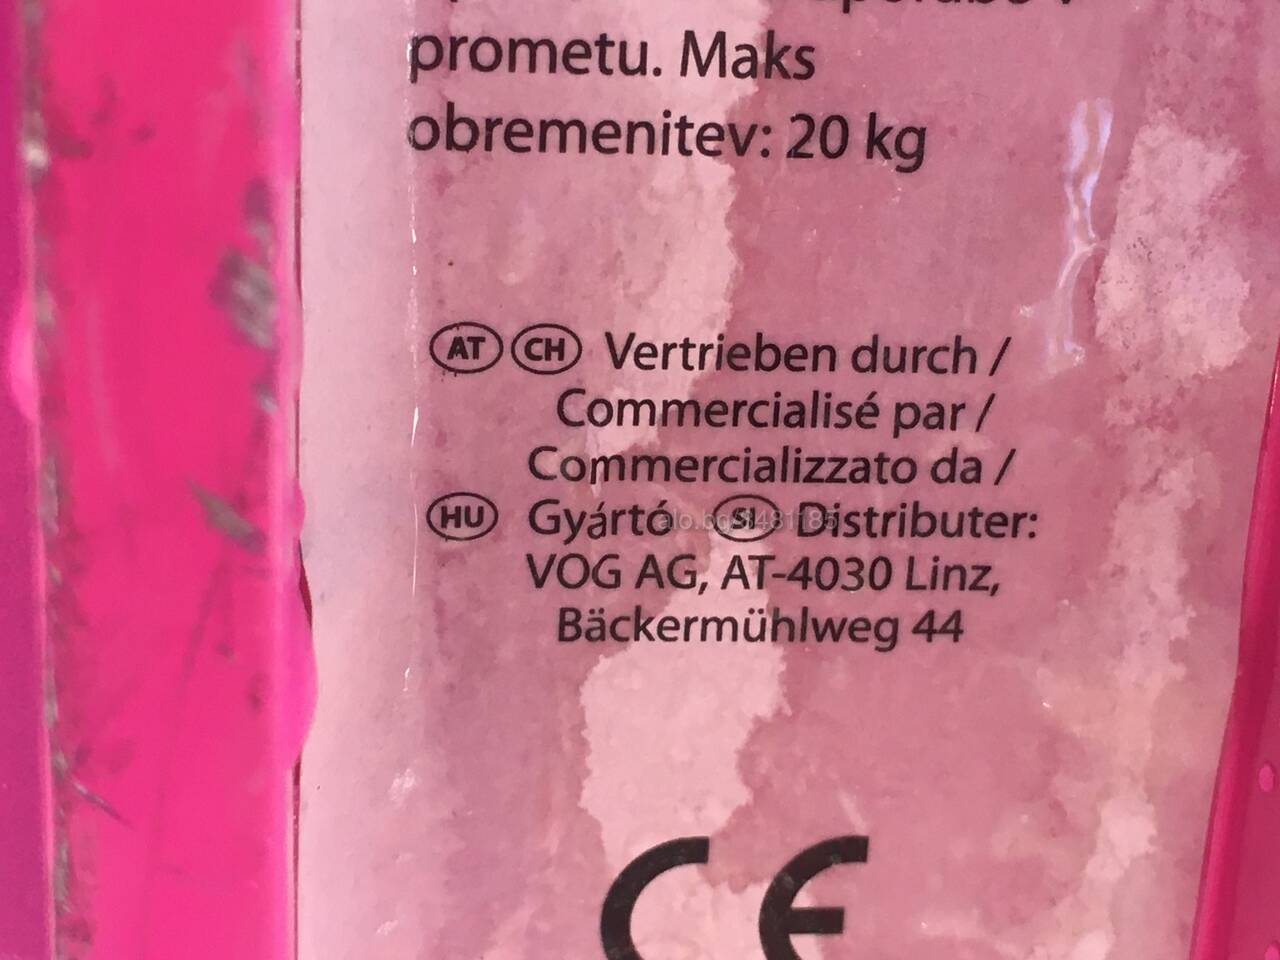 prometu. Maks
obremenitev: 20 kg
AT CH Vertrieben durch /
Commercialisé par /
Commercializzato da /
HU Gyártó SI Distributer:
VOG AG, AT-4030 Linz,
Bäckermühlweg 44
CE